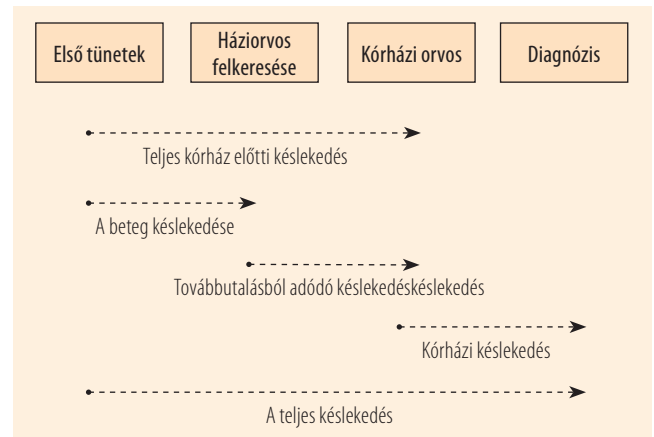 Első tünetek
Háziorvos
felkeresése
Kórházi orvos
Diagnózis
Teljes kórház előtti késlekedés
A beteg késlekedése
Továbbutalásból adódó késlekedéskéslekedés
Kórházi késlekedés
A teljes késlekedés